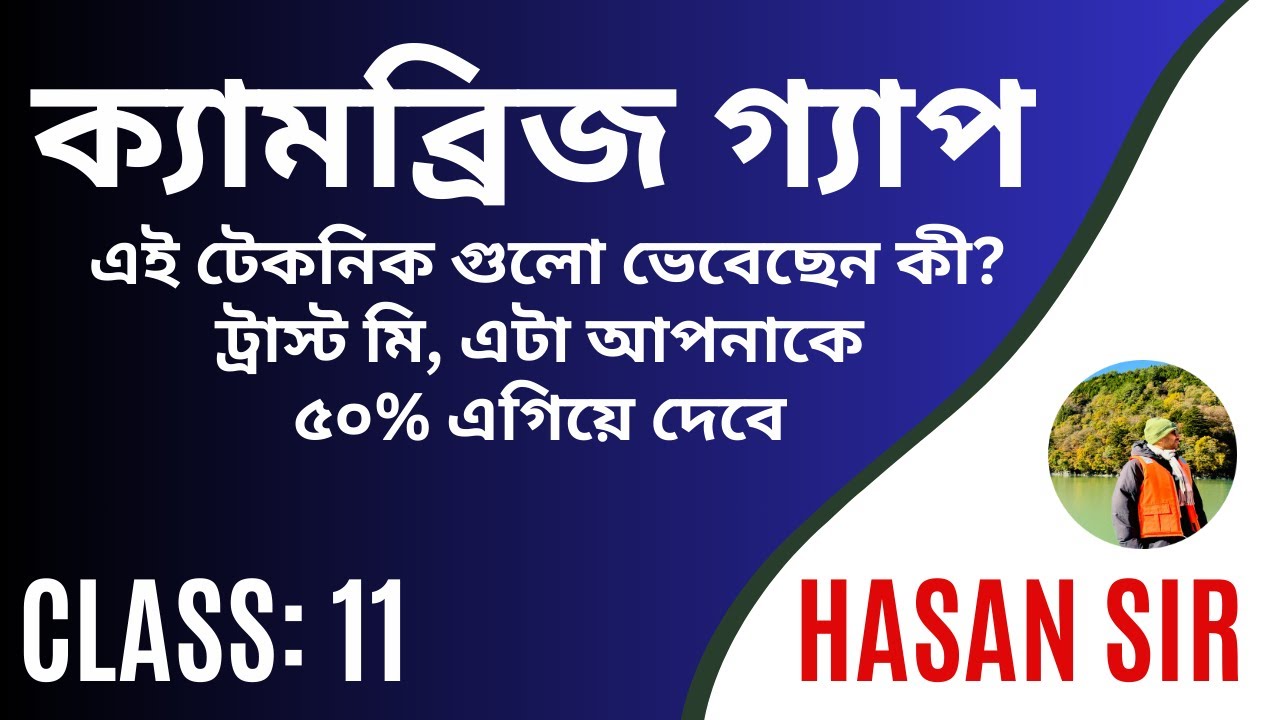 ক্যামব্রিজ গ্যাপ
এই টেকনিক গুলো ভেবেছেন কী?
ট্রাস্ট মি, এটা আপনাকে
৫০% এগিয়ে দেবে
CLASS: 11
HASAN SIR